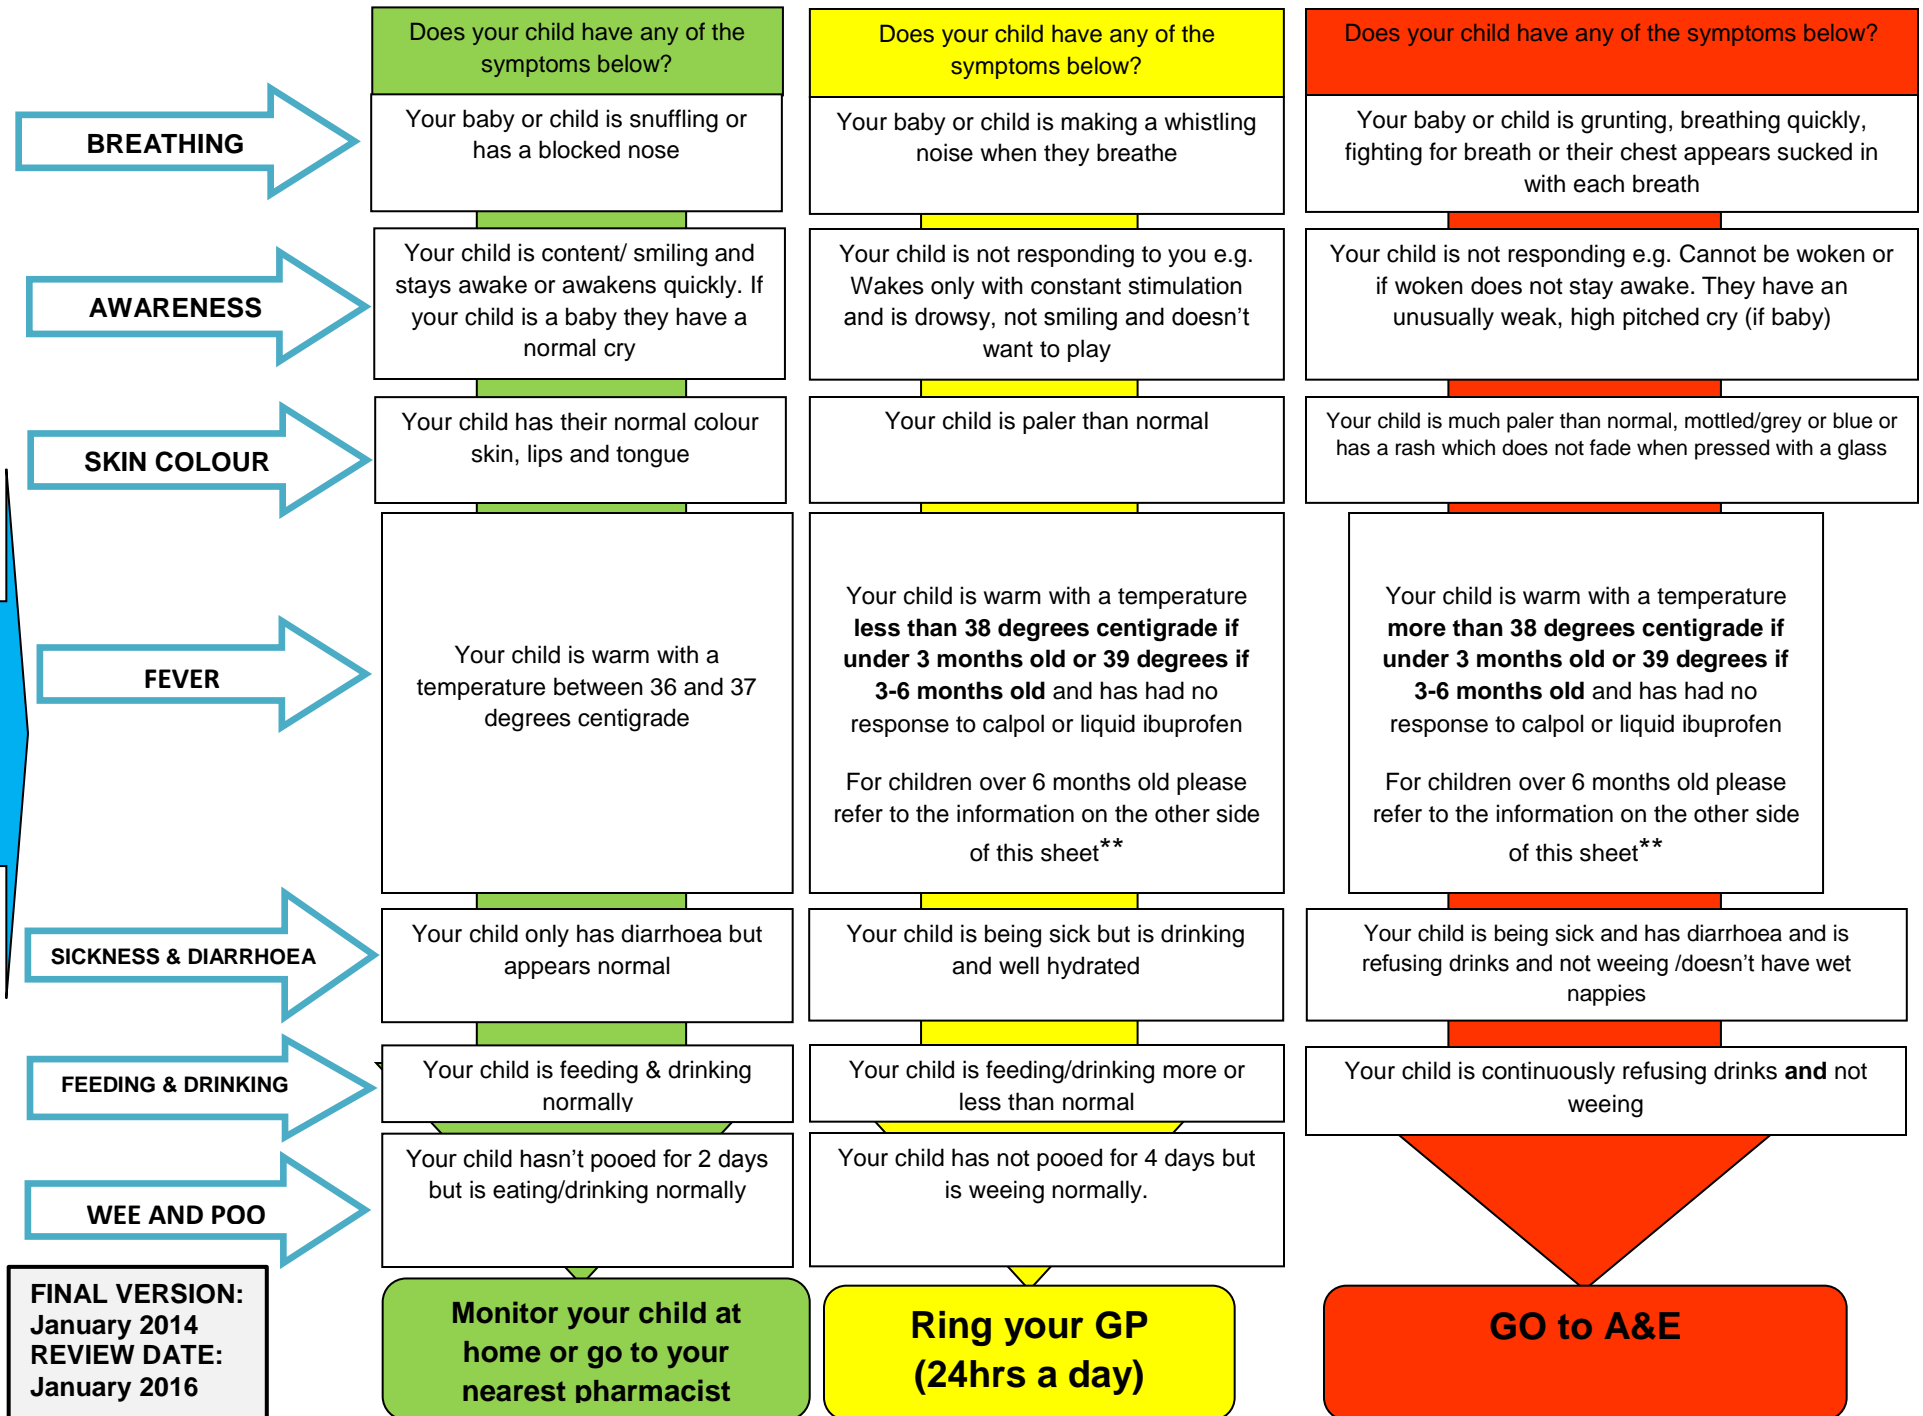 Does your child have any of the
symptoms below?
Does your child have any of the
symptoms below?
Does your child have any of the symptoms below?
BREATHING
Your baby or child is snuffling or
has a blocked nose
Your baby or child is making a whistling
noise when they breathe
Your baby or child is grunting, breathing quickly,
fighting for breath or their chest appears sucked in
with each breath
AWARENESS
Your child is content/ smiling and
stays awake or awakens quickly. If
your child is a baby they have a
normal cry
Your child is not responding to you e.g.
Wakes only with constant stimulation
and is drowsy, not smiling and doesn't
want to play
Your child is not responding e.g. Cannot be woken or
if woken does not stay awake. They have an
unusually weak, high pitched cry (if baby)
SKIN COLOUR
Your child has their normal colour
skin, lips and tongue
Your child is paler than normal
Your child is much paler than normal, mottled/grey or blue or
has a rash which does not fade when pressed with a glass
FEVER
Your child is warm with a
temperature between 36 and 37
degrees centigrade
Your child is warm with a temperature
less than 38 degrees centigrade if
under 3 months old or 39 degrees if
3-6 months old and has had no
response to calpol or liquid ibuprofen
For children over 6 months old please
refer to the information on the other side
of this sheet**
Your child is warm with a temperature
more than 38 degrees centigrade if
under 3 months old or 39 degrees if
3-6 months old and has had no
response to calpol or liquid ibuprofen
For children over 6 months old please
refer to the information on the other side
of this sheet**
SICKNESS & DIARRHOEA
Your child only has diarrhoea but
appears normal
Your child is being sick but is drinking
and well hydrated
Your child is being sick and has diarrhoea and is
refusing drinks and not weeing /doesn't have wet
nappies
FEEDING & DRINKING
Your child is feeding & drinking
normally
Your child is feeding/drinking more or
less than normal
Your child is continuously refusing drinks and not
weeing
WEE AND POO
Your child hasn't pooed for 2 days
but is eating/drinking normally
Your child has not pooed for 4 days but
is weeing normally.
FINAL VERSION:
January 2014
REVIEW DATE:
January 2016
Monitor your child at
home or go to your
nearest pharmacist
Ring your GP
(24hrs a day)
GO to A&E